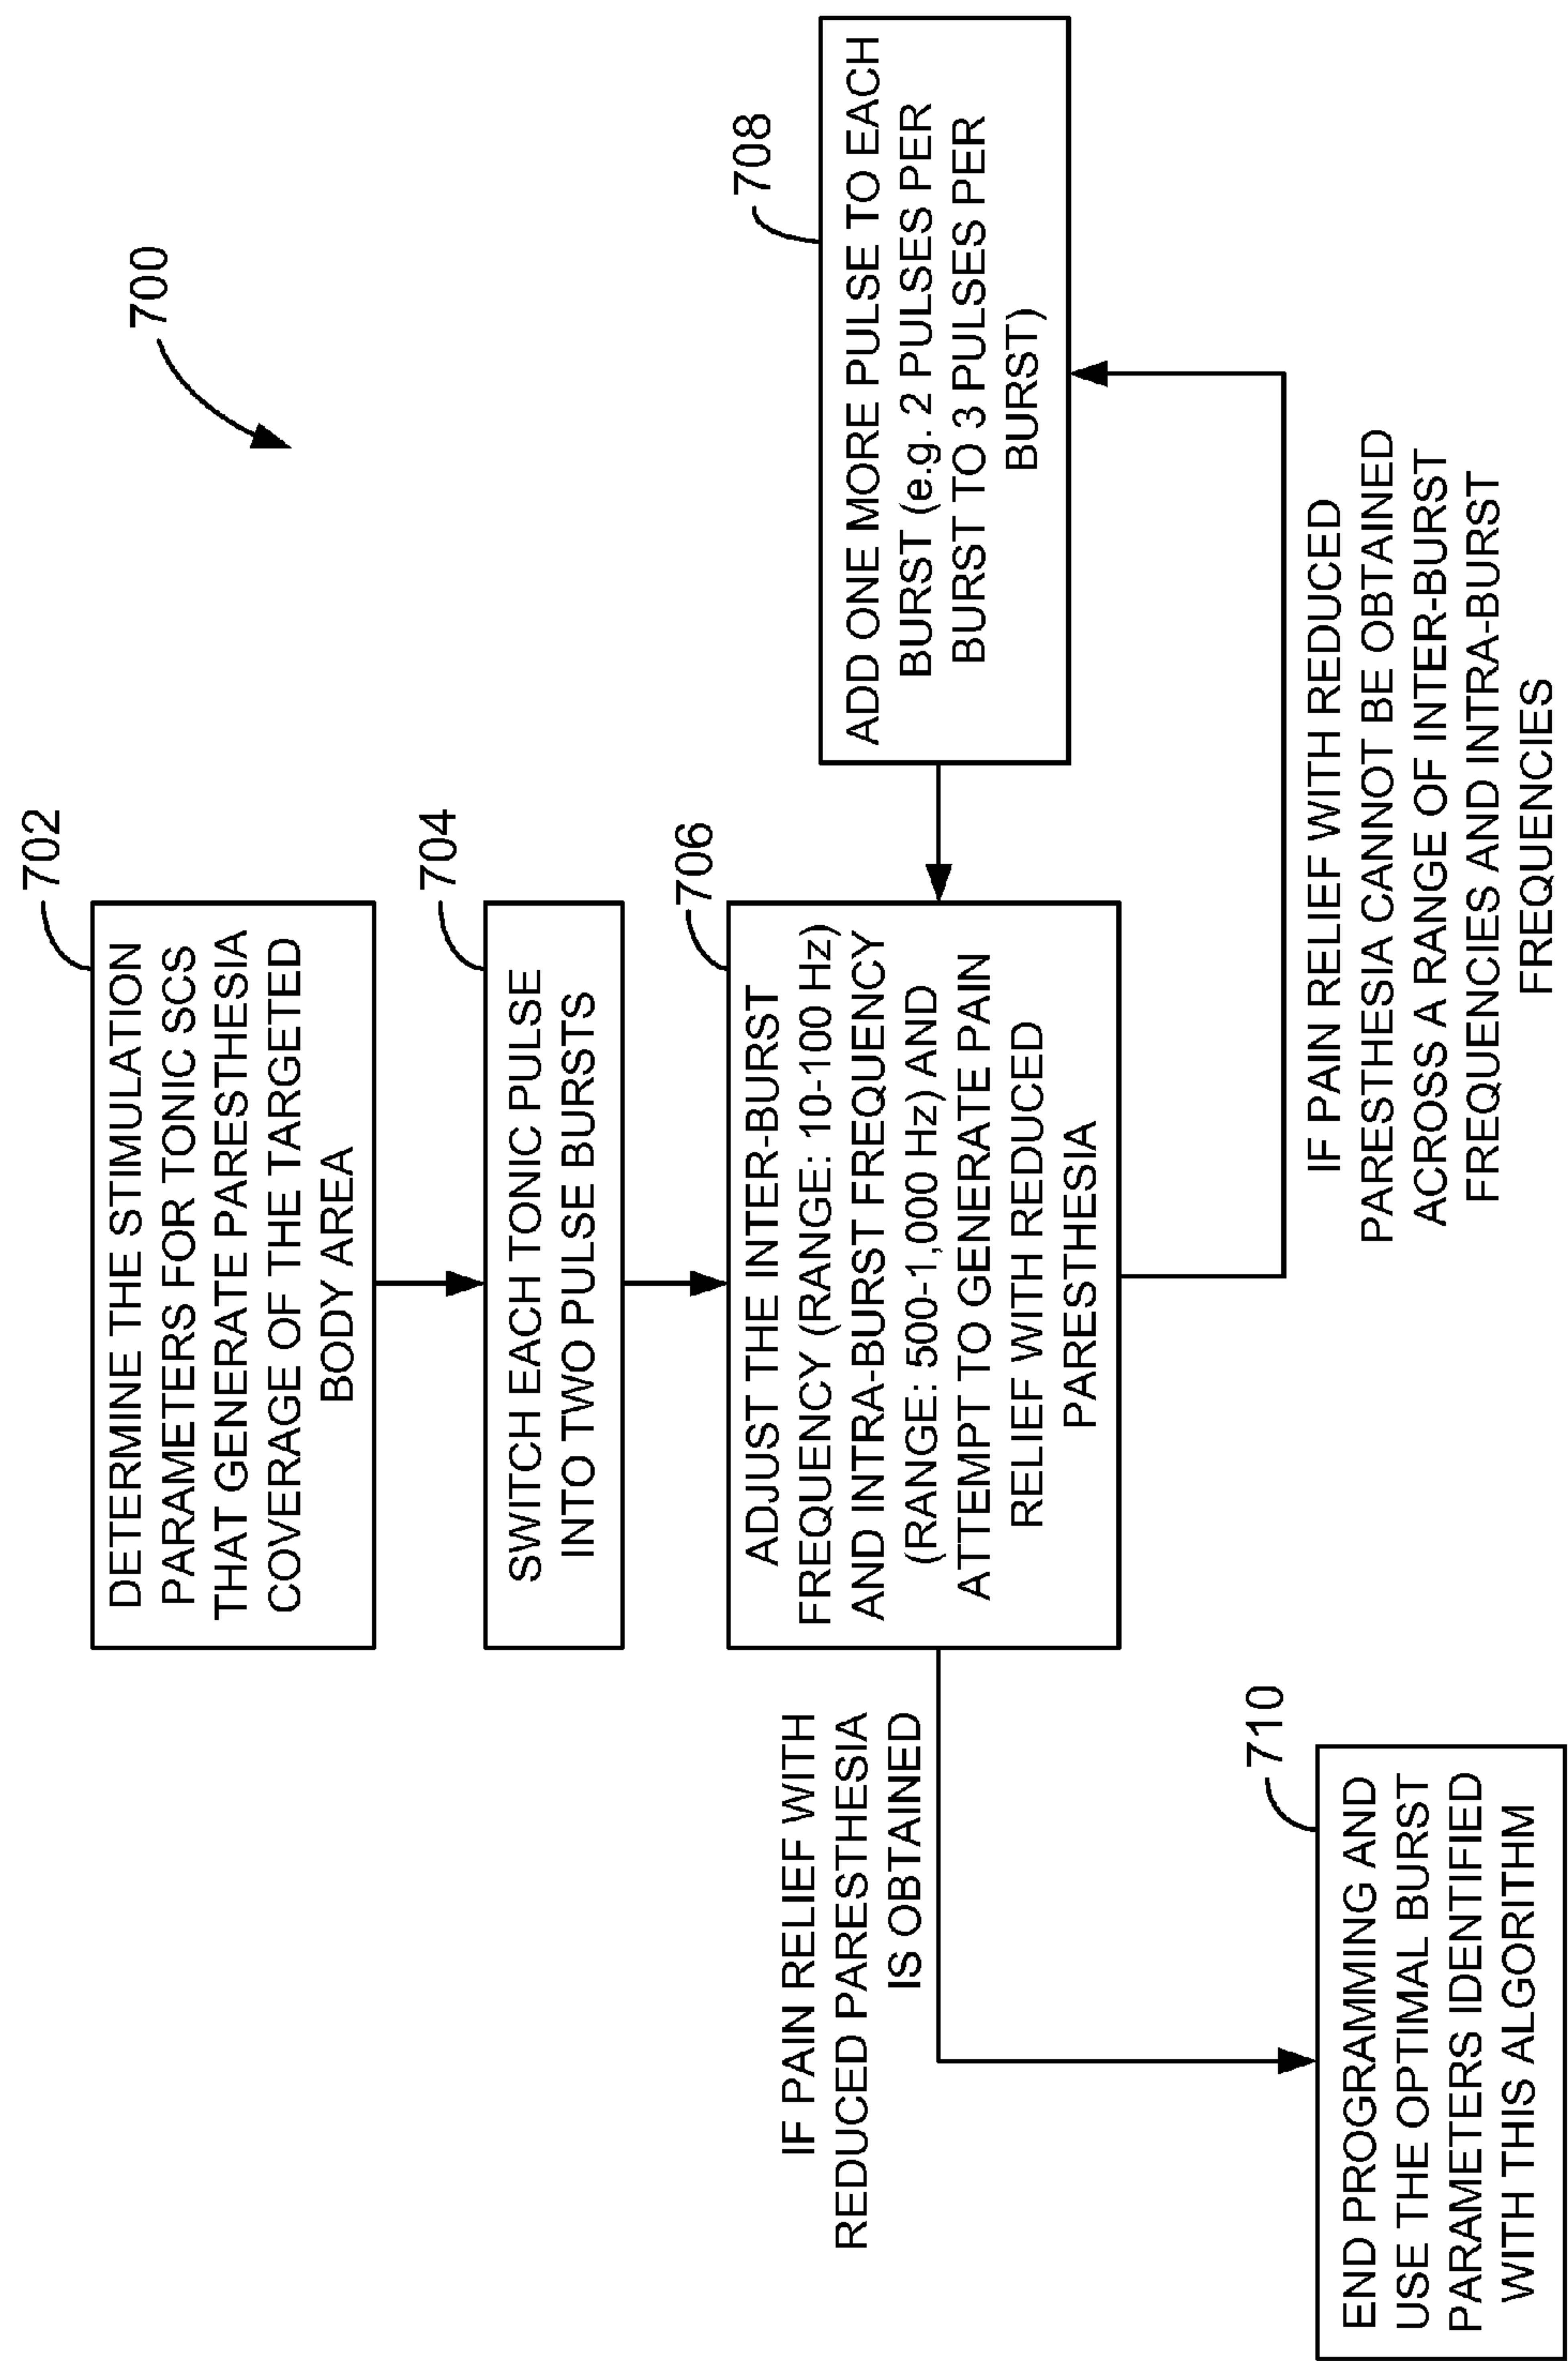 700
702
DETERMINE THE STIMULATION
PARAMETERS FOR TONIC SCS
THAT GENERATE PARESTHESIA
COVERAGE OF THE TARGETED
BODY AREA
704
SWITCH EACH TONIC PULSE
INTO TWO PULSE BURSTS
706
ADJUST THE INTER-BURST
FREQUENCY (RANGE: 10-100 Hz)
AND INTRA-BURST FREQUENCY
(RANGE: 500-1,000 Hz) AND
ATTEMPT TO GENERATE PAIN
RELIEF WITH REDUCED
PARESTHESIA
708
ADD ONE MORE PULSE TO EACH
BURST (e.g. 2 PULSES PER
BURST TO 3 PULSES PER
BURST)
IF PAIN RELIEF WITH
REDUCED PARESTHESIA
IS OBTAINED
IF PAIN RELIEF WITH REDUCED
PARESTHESIA CANNOT BE OBTAINED
ACROSS A RANGE OF INTER-BURST
FREQUENCIES AND INTRA-BURST
FREQUENCIES
710
END PROGRAMMING AND
USE THE OPTIMAL BURST
PARAMETERS IDENTIFIED
WITH THIS ALGORITHM